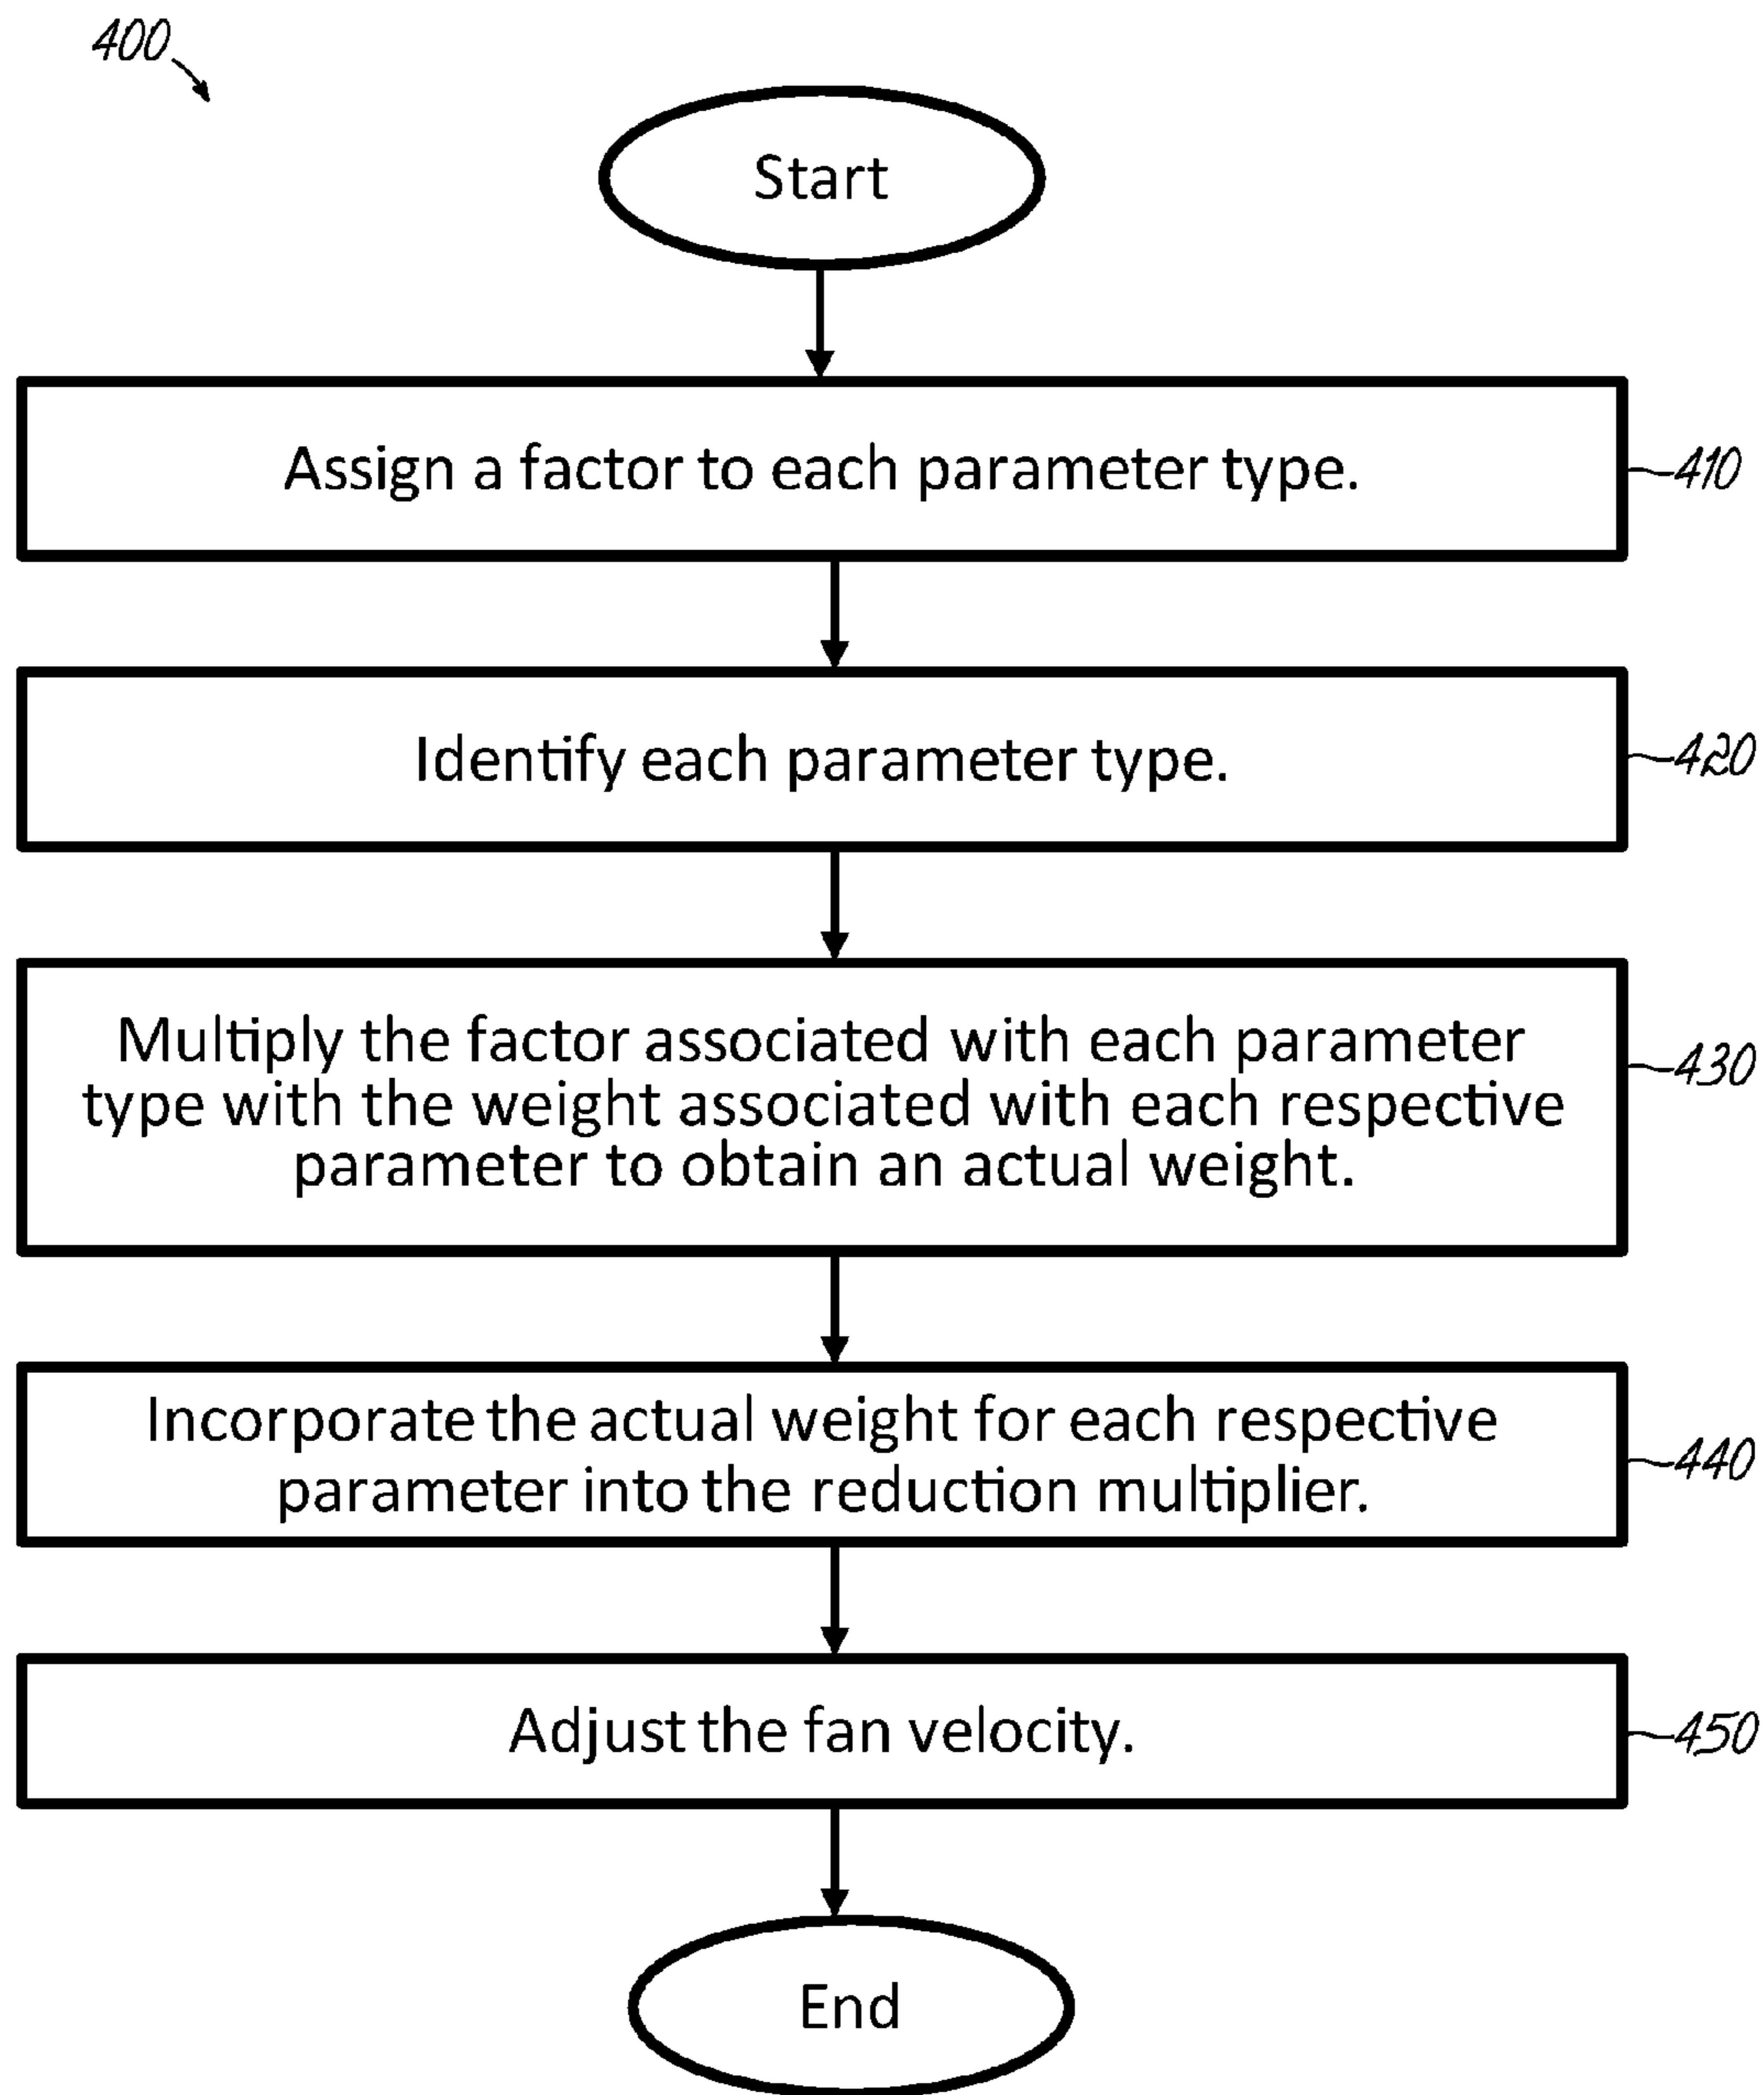 400
Start
Assign a factor to each parameter type.
410
Identify each parameter type.
420
Multiply the factor associated with each parameter
type with the weight associated with each respective
parameter to obtain an actual weight.
430
Incorporate the actual weight for each respective
parameter into the reduction multiplier.
440
Adjust the fan velocity.
450
End